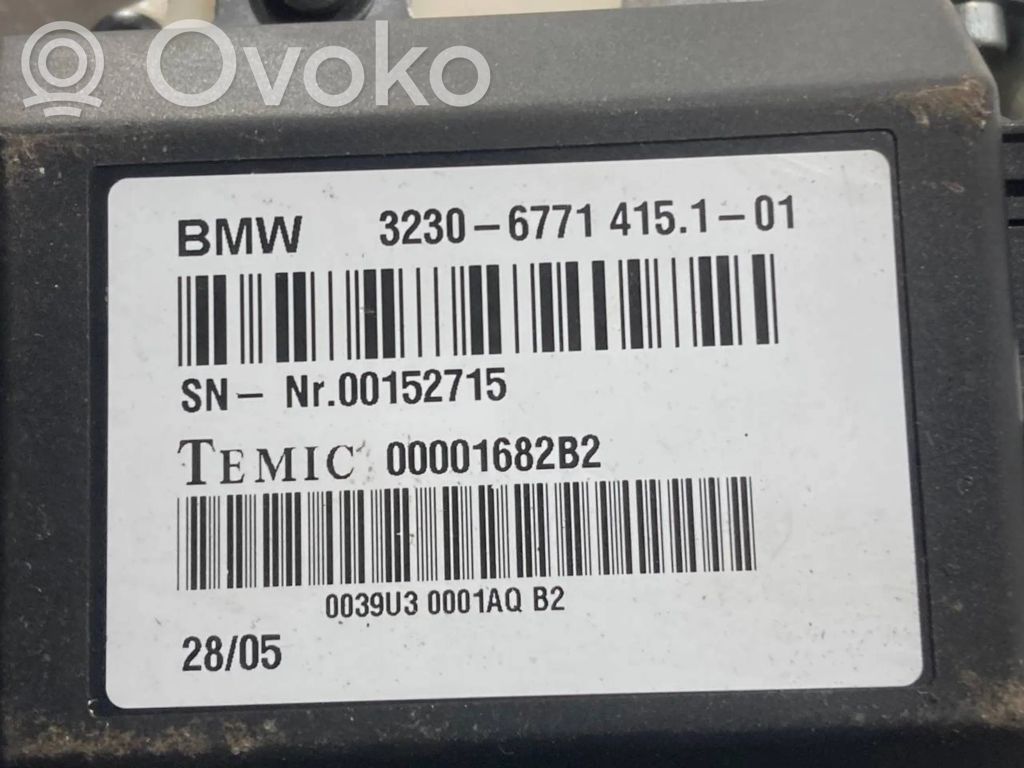 Ovoko
BMW 3230-6771 415.1-01
SN- Nr.00152715
TEMIC 00001682B2
0039U3 0001AQ B2
28/05